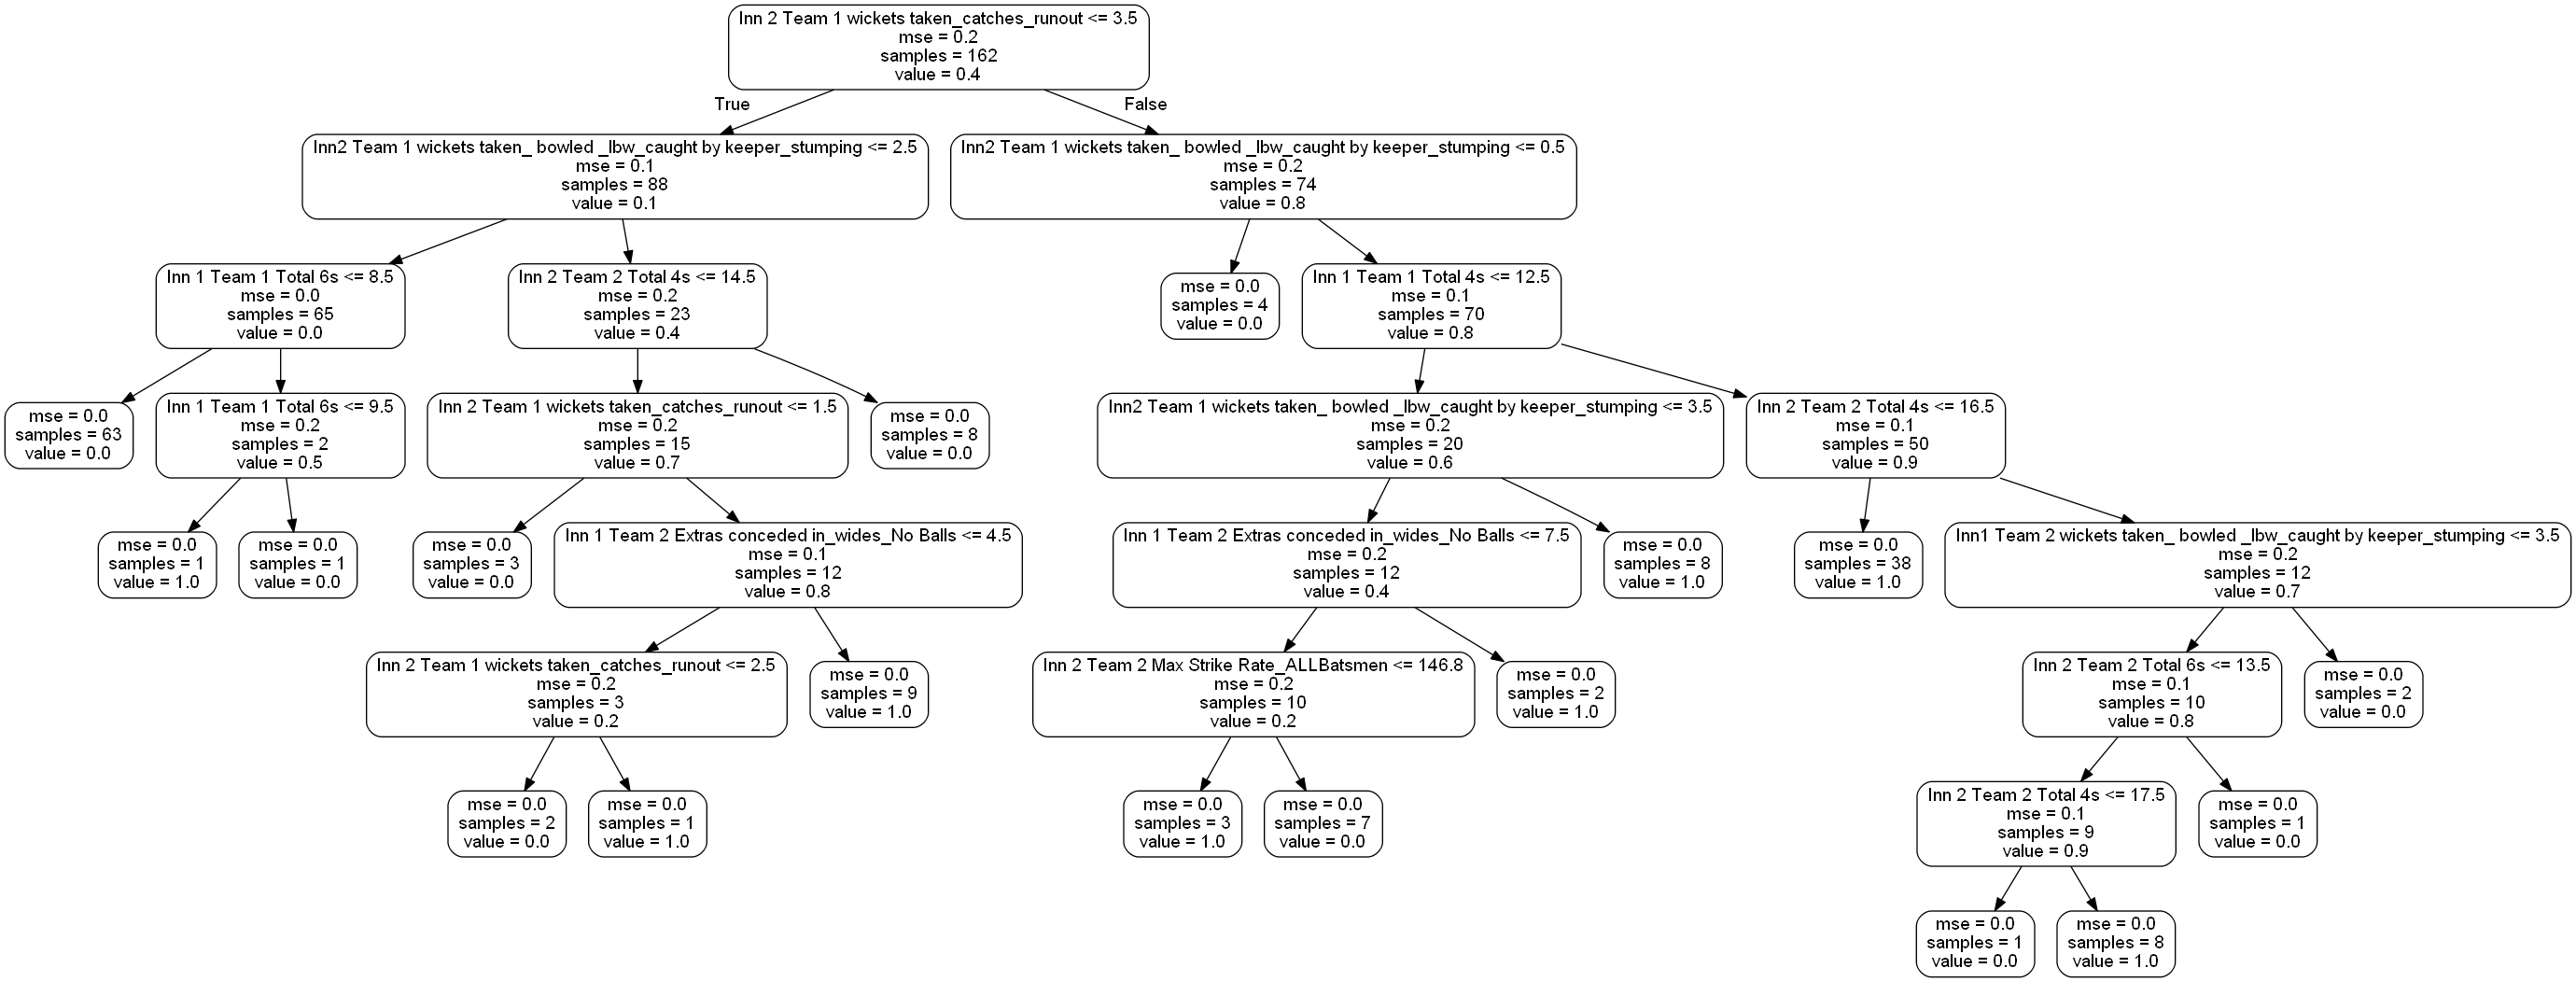 Inn 2 Team 1 wickets taken_catches_runout <= 3.5
mse = 0.2
samples = 162
value = 0.4
True
False
Inn2 Team 1 wickets taken_ bowled _lbw_caught by keeper_stumping <= 2.5
mse = 0.1
samples = 88
value = 0.1
Inn2 Team 1 wickets taken_ bowled _lbw_caught by keeper_stumping <= 0.5
mse = 0.2
samples = 74
value = 0.8
Inn 1 Team 1 Total 6s <= 8.5
mse = 0.0
samples = 65
value = 0.0
Inn 2 Team 2 Total 4s <= 14.5
mse = 0.2
samples = 23
value = 0.4
mse = 0.0
samples = 4
value = 0.0
Inn 1 Team 1 Total 4s <= 12.5
mse = 0.1
samples = 70
value = 0.8
mse = 0.0
samples = 63
value = 0.0
Inn 1 Team 1 Total 6s <= 9.5
mse = 0.2
samples = 2
value = 0.5
Inn 2 Team 1 wickets taken_catches_runout <= 1.5
mse = 0.2
samples = 15
value = 0.7
mse = 0.0
samples = 8
value = 0.0
Inn2 Team 1 wickets taken_ bowled _lbw_caught by keeper_stumping <= 3.5
mse = 0.2
samples = 20
value = 0.6
Inn 2 Team 2 Total 4s <= 16.5
mse = 0.1
samples = 50
value = 0.9
mse = 0.0
samples = 1
value = 1.0
mse = 0.0
samples = 1
value = 0.0
mse = 0.0
samples = 3
value = 0.0
Inn 1 Team 2 Extras conceded in_wides_No Balls <= 4.5
mse = 0.1
samples = 12
value = 0.8
Inn 1 Team 2 Extras conceded in_wides_No Balls <= 7.5
mse = 0.2
samples = 12
value = 0.4
mse = 0.0
samples = 8
value = 1.0
mse = 0.0
samples = 38
value = 1.0
Inn1 Team 2 wickets taken_ bowled _lbw_caught by keeper_stumping <= 3.5
mse = 0.2
samples = 12
value = 0.7
Inn 2 Team 1 wickets taken_catches_runout <= 2.5
mse = 0.2
samples = 3
value = 0.2
mse = 0.0
samples = 9
value = 1.0
Inn 2 Team 2 Max Strike Rate_ALLBatsmen <= 146.8
mse = 0.2
samples = 10
value = 0.2
mse = 0.0
samples = 2
value = 1.0
Inn 2 Team 2 Total 6s <= 13.5
mse = 0.1
samples = 10
value = 0.8
mse = 0.0
samples = 2
value = 0.0
mse = 0.0
samples = 2
value = 0.0
mse = 0.0
samples = 1
value = 1.0
mse = 0.0
samples = 3
value = 1.0
mse = 0.0
samples = 7
value = 0.0
Inn 2 Team 2 Total 4s <= 17.5
mse = 0.1
samples = 9
value = 0.9
mse = 0.0
samples = 1
value = 0.0
mse = 0.0
samples = 1
value = 0.0
mse = 0.0
samples = 8
value = 1.0